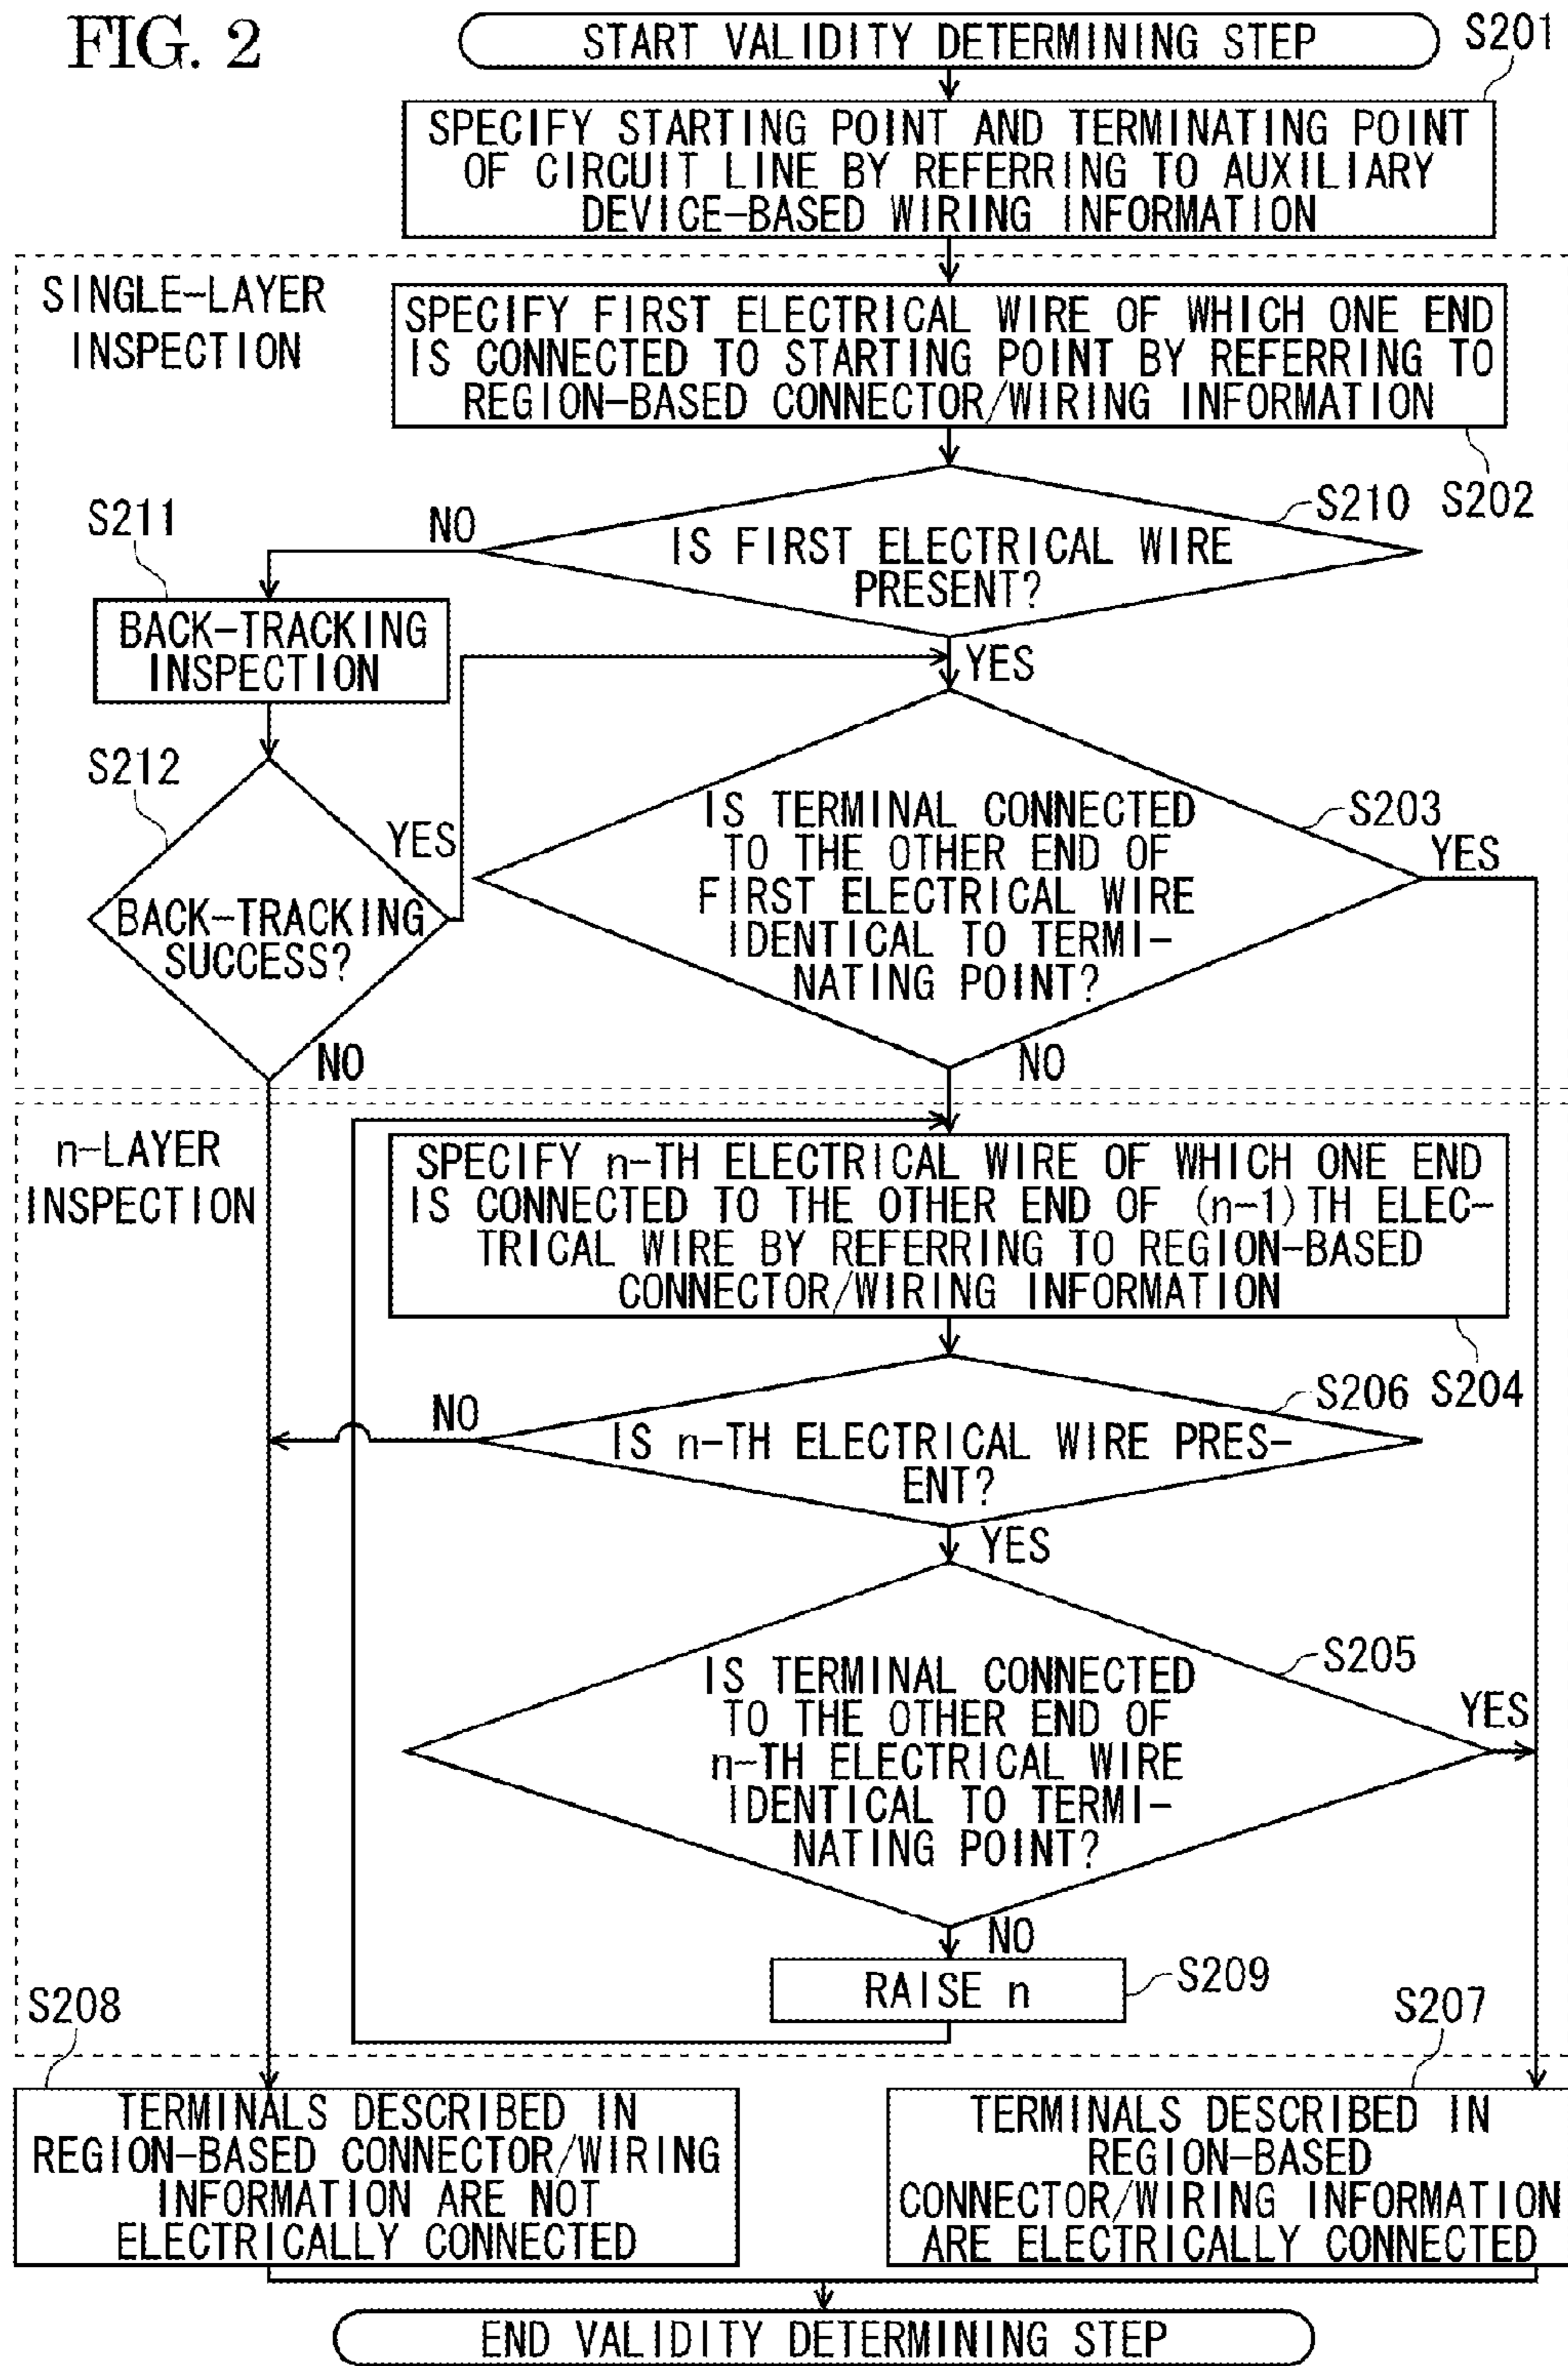 FIG. 2
START VALIDITY DETERMINING STEP
S201
SPECIFY STARTING POINT AND TERMINATING POINT
OF CIRCUIT LINE BY REFERRING TO AUXILIARY
DEVICE-BASED WIRING INFORMATION
SINGLE-LAYER
INSPECTION
SPECIFY FIRST ELECTRICAL WIRE OF WHICH ONE END
IS CONNECTED TO STARTING POINT BY REFERRING TO
REGION-BASED CONNECTOR/WIRING INFORMATION
S202
S210
IS FIRST ELECTRICAL WIRE
PRESENT?
NO
S211
BACK-TRACKING
INSPECTION
YES
S212
BACK-TRACKING
SUCCESS?
YES
NO
S203
IS TERMINAL CONNECTED
TO THE OTHER END OF
FIRST ELECTRICAL WIRE
IDENTICAL TO TERMI-
NATING POINT?
YES
NO
n-LAYER
INSPECTION
SPECIFY n-TH ELECTRICAL WIRE OF WHICH ONE END
IS CONNECTED TO THE OTHER END OF (n-1)TH ELEC-
TRICAL WIRE BY REFERRING TO REGION-BASED
CONNECTOR/WIRING INFORMATION
S204
S206
NO
IS n-TH ELECTRICAL WIRE PRES-
ENT?
YES
S205
IS TERMINAL CONNECTED
TO THE OTHER END OF
n-TH ELECTRICAL WIRE
IDENTICAL TO TERMI-
NATING POINT?
YES
NO
RAISE n
S209
S208
TERMINALS DESCRIBED IN
REGION-BASED CONNECTOR/WIRING
INFORMATION ARE NOT
ELECTRICALLY CONNECTED
S207
TERMINALS DESCRIBED IN
REGION-BASED
CONNECTOR/WIRING INFORMATION
ARE ELECTRICALLY CONNECTED
END VALIDITY DETERMINING STEP